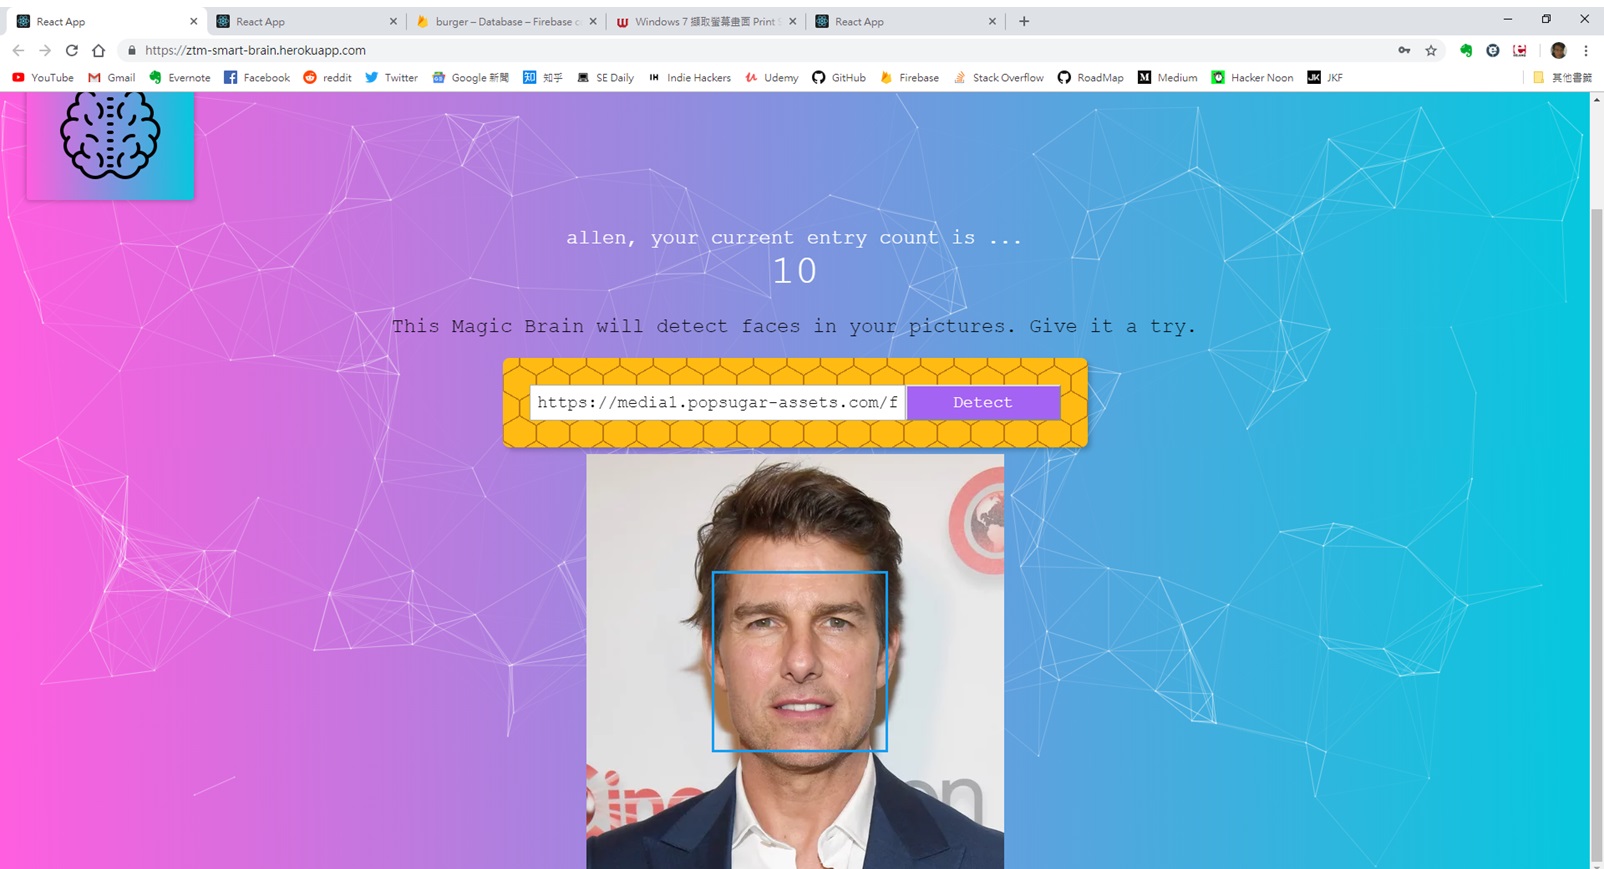 React App
React App
burger – Database – Firebase c
Windows 7 擷取螢幕畫面 Print S
React App
https://ztm-smart-brain.herokuapp.com
YouTube
Gmail
Evernote
Facebook
reddit
Twitter
Google 新聞
知乎
SE Daily
Indie Hackers
Udemy
GitHub
Firebase
Stack Overflow
RoadMap
Medium
Hacker Noon
JKF
其他書籤
allen, your current entry count is ...
10
This Magic Brain will detect faces in your pictures. Give it a try.
https://media1.popsugar-assets.com/f
Detect